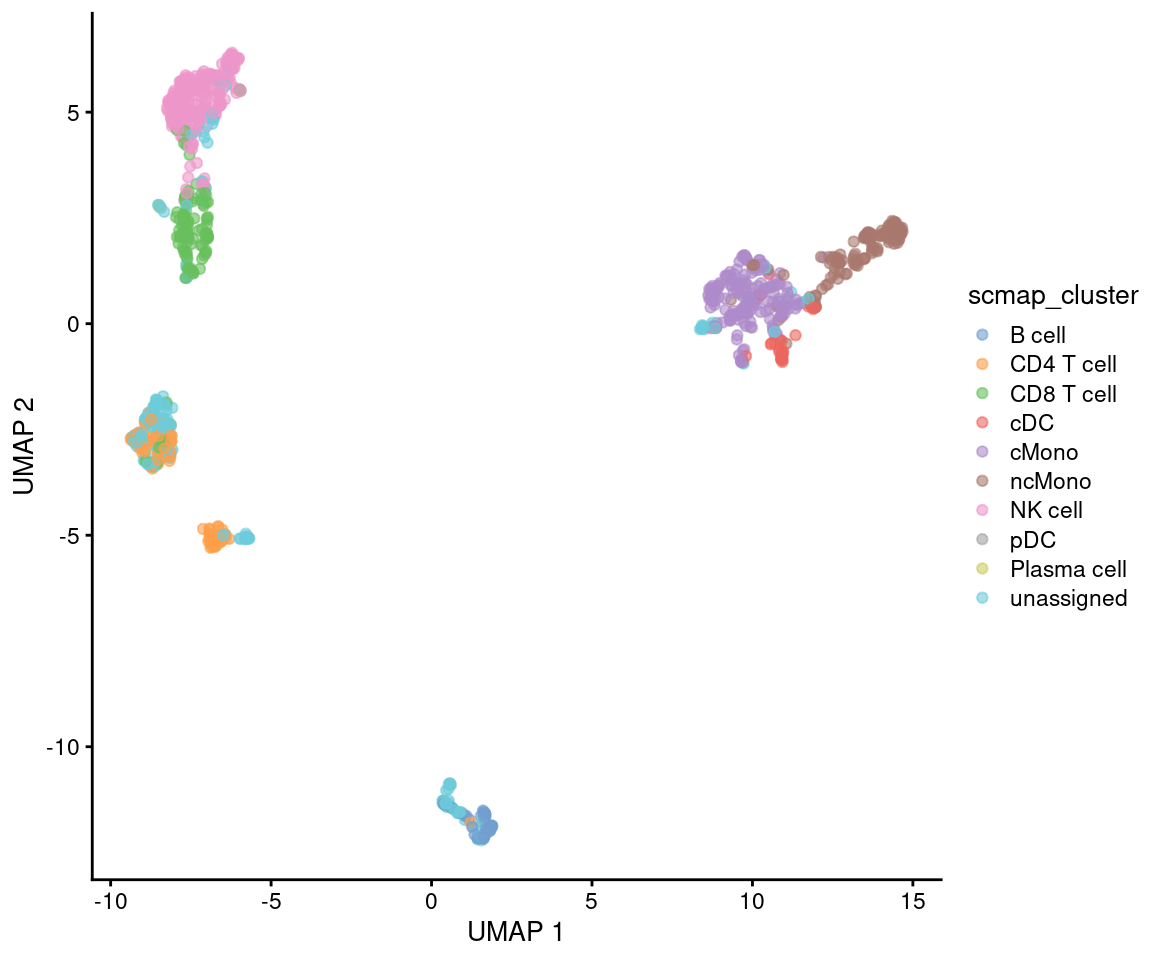 5
0
-5
-10
UMAP 2
-10
-5
0
5
10
15
UMAP 1
scmap_cluster
B cell
CD4 T cell
CD8 T cell
cDC
cMono
ncMono
NK cell
pDC
Plasma cell
unassigned